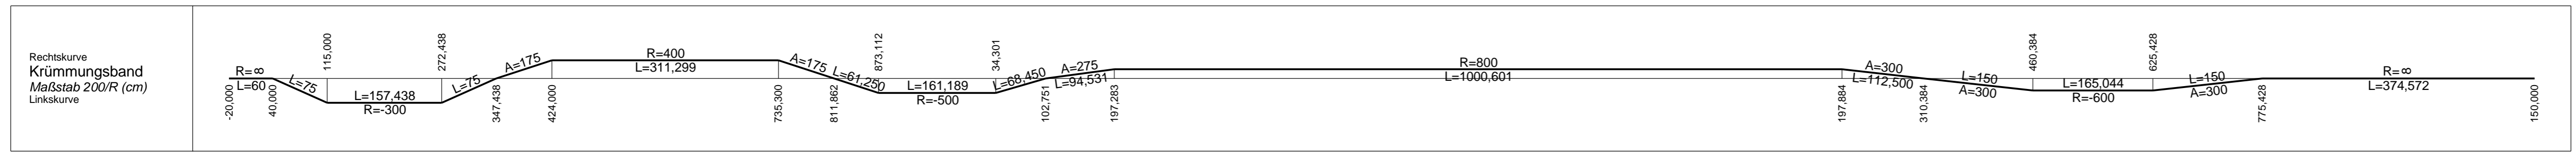 Rechtskurve
Krümmungsband
Maßstab 200/R (cm)
Linkskurve
R=∞
L=60
-20,000
40,000
L=75
115,000
L=157,438
R=-300
272,438
L=75
347,438
A=175
424,000
R=400
L=311,299
735,300
A=175
811,862
L=61,250
873,112
L=161,189
R=-500
34,301
L=68,450
102,751
A=275
L=94,531
197,283
R=800
L=1000,601
197,884
A=300
L=112,500
310,384
L=150
A=300
460,384
L=165,044
R=-600
625,428
L=150
A=300
775,428
R=∞
L=374,572
150,000